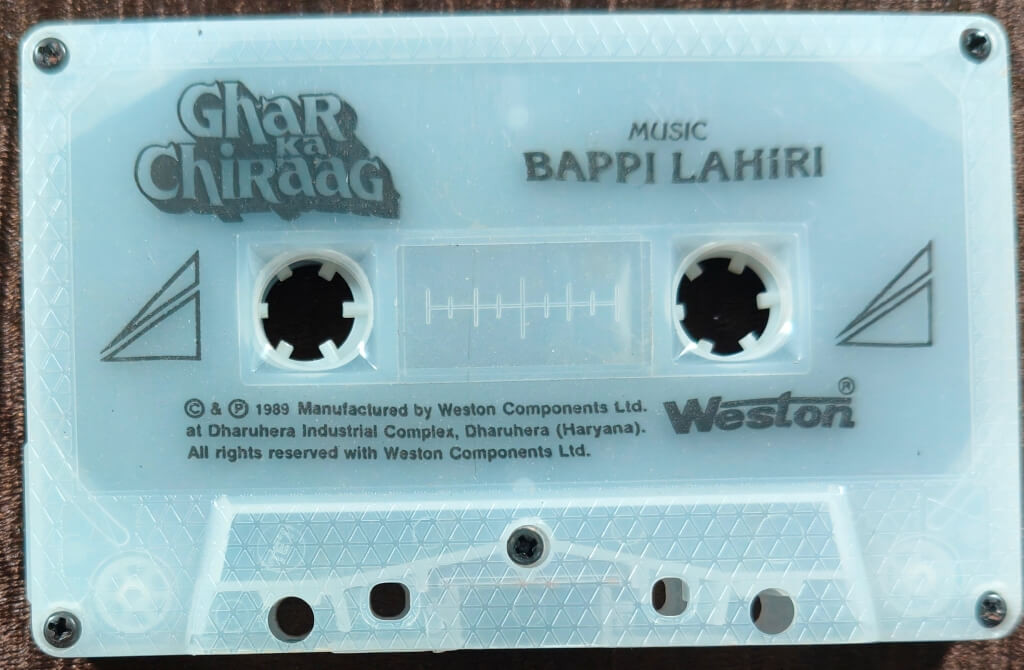 Ghar
Ka
Chiraag
MUSIC
BAPPI LAHiRI
© & ℗ 1989 Manufactured by Weston Components Ltd.
at Dharuhera Industrial Complex, Dharuhera (Haryana).
All rights reserved with Weston Components Ltd.
Weston®